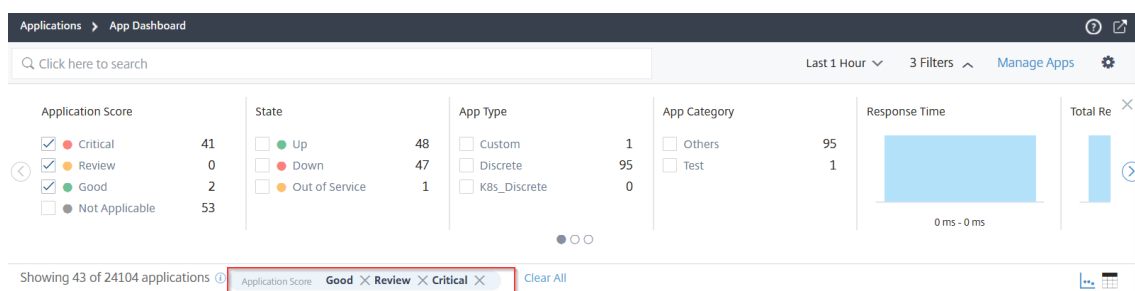 Applications > App Dashboard
Click here to search
Last 1 Hour
3 Filters
Manage Apps
Application Score
Critical 41
Review 0
Good 2
Not Applicable 53
State
Up 48
Down 47
Out of Service 1
App Type
Custom 1
Discrete 95
K8s_Discrete 0
App Category
Others 95
Test 1
Response Time
0 ms - 0 ms
Total Re
Showing 43 of 24104 applications
Application Score Good Review Critical
Clear All